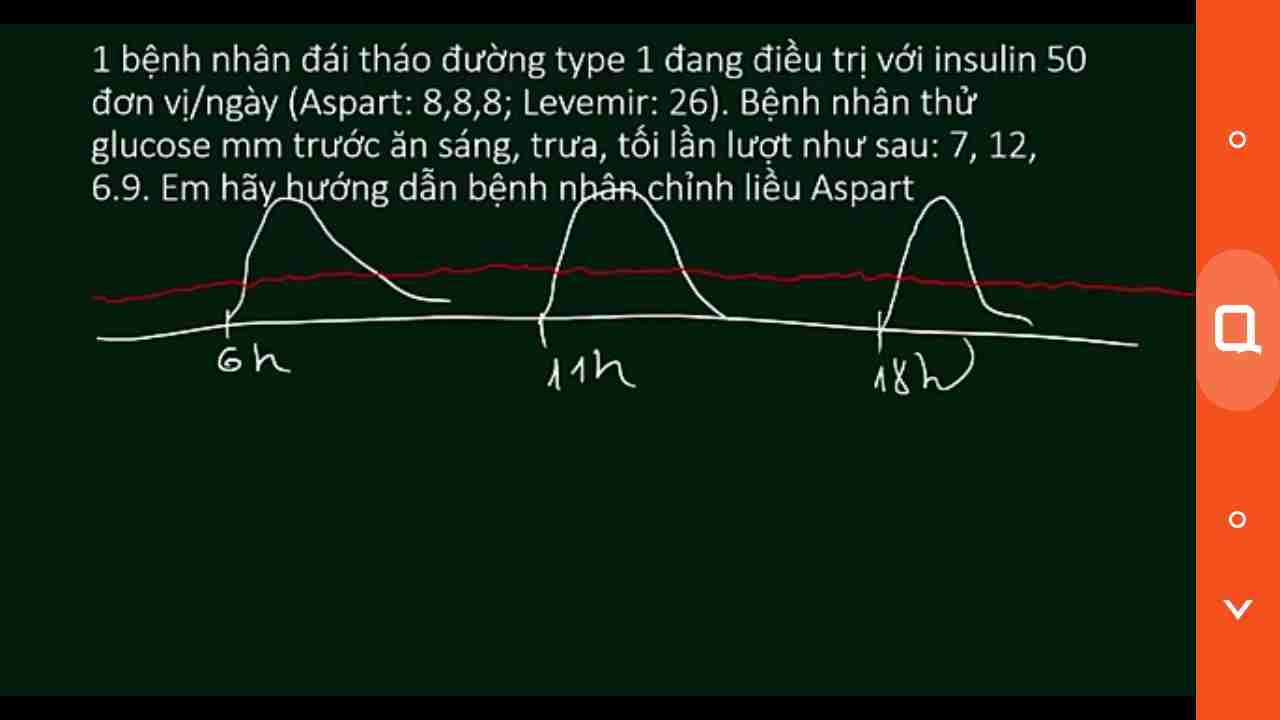 1 bệnh nhân đái tháo đường type 1 đang điều trị với insulin 50
đơn vị/ngày (Aspart: 8,8,8; Levemir: 26). Bệnh nhân thử
glucose mm trước ăn sáng, trưa, tối lần lượt như sau: 7, 12,
6.9. Em hãy hướng dẫn bệnh nhân chỉnh liều Aspart
6h 11h 18h